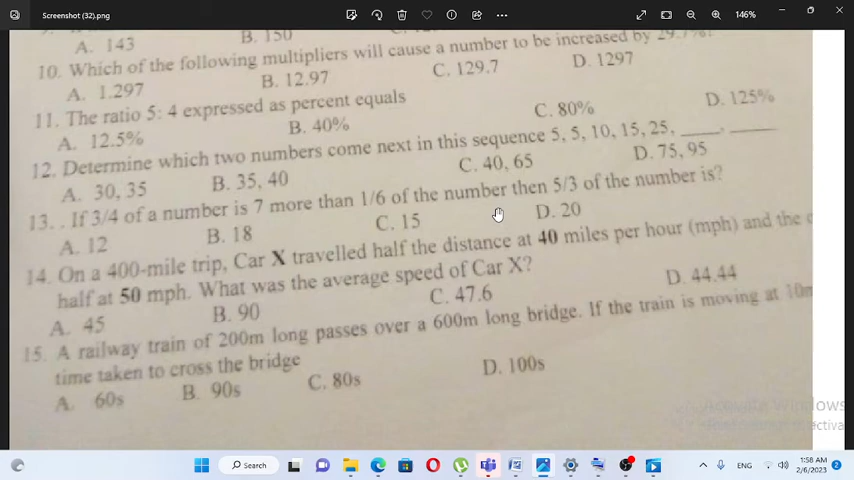 Screenshot (32).png
146%
A. 143
B. 150
10. Which of the following multipliers will cause a number to be increased by 29.7%?
A. 1.297
B. 12.97
C. 129.7
D. 1297
11. The ratio 5: 4 expressed as percent equals
A. 12.5%
B. 40%
C. 80%
D. 125%
12. Determine which two numbers come next in this sequence 5, 5, 10, 15, 25, ____, ____
A. 30, 35
B. 35, 40
C. 40, 65
D. 75, 95
13. . If 3/4 of a number is 7 more than 1/6 of the number then 5/3 of the number is?
A. 12
B. 18
C. 15
D. 20
14. On a 400-mile trip, Car X travelled half the distance at 40 miles per hour (mph) and the
half at 50 mph. What was the average speed of Car X?
A. 45
B. 90
C. 47.6
D. 44.44
15. A railway train of 200m long passes over a 600m long bridge. If the train is moving at 10m
time taken to cross the bridge
A. 60s
B. 90s
C. 80s
D. 100s
Activate Windows
Search
ENG
1:58 AM
2/6/2023
2